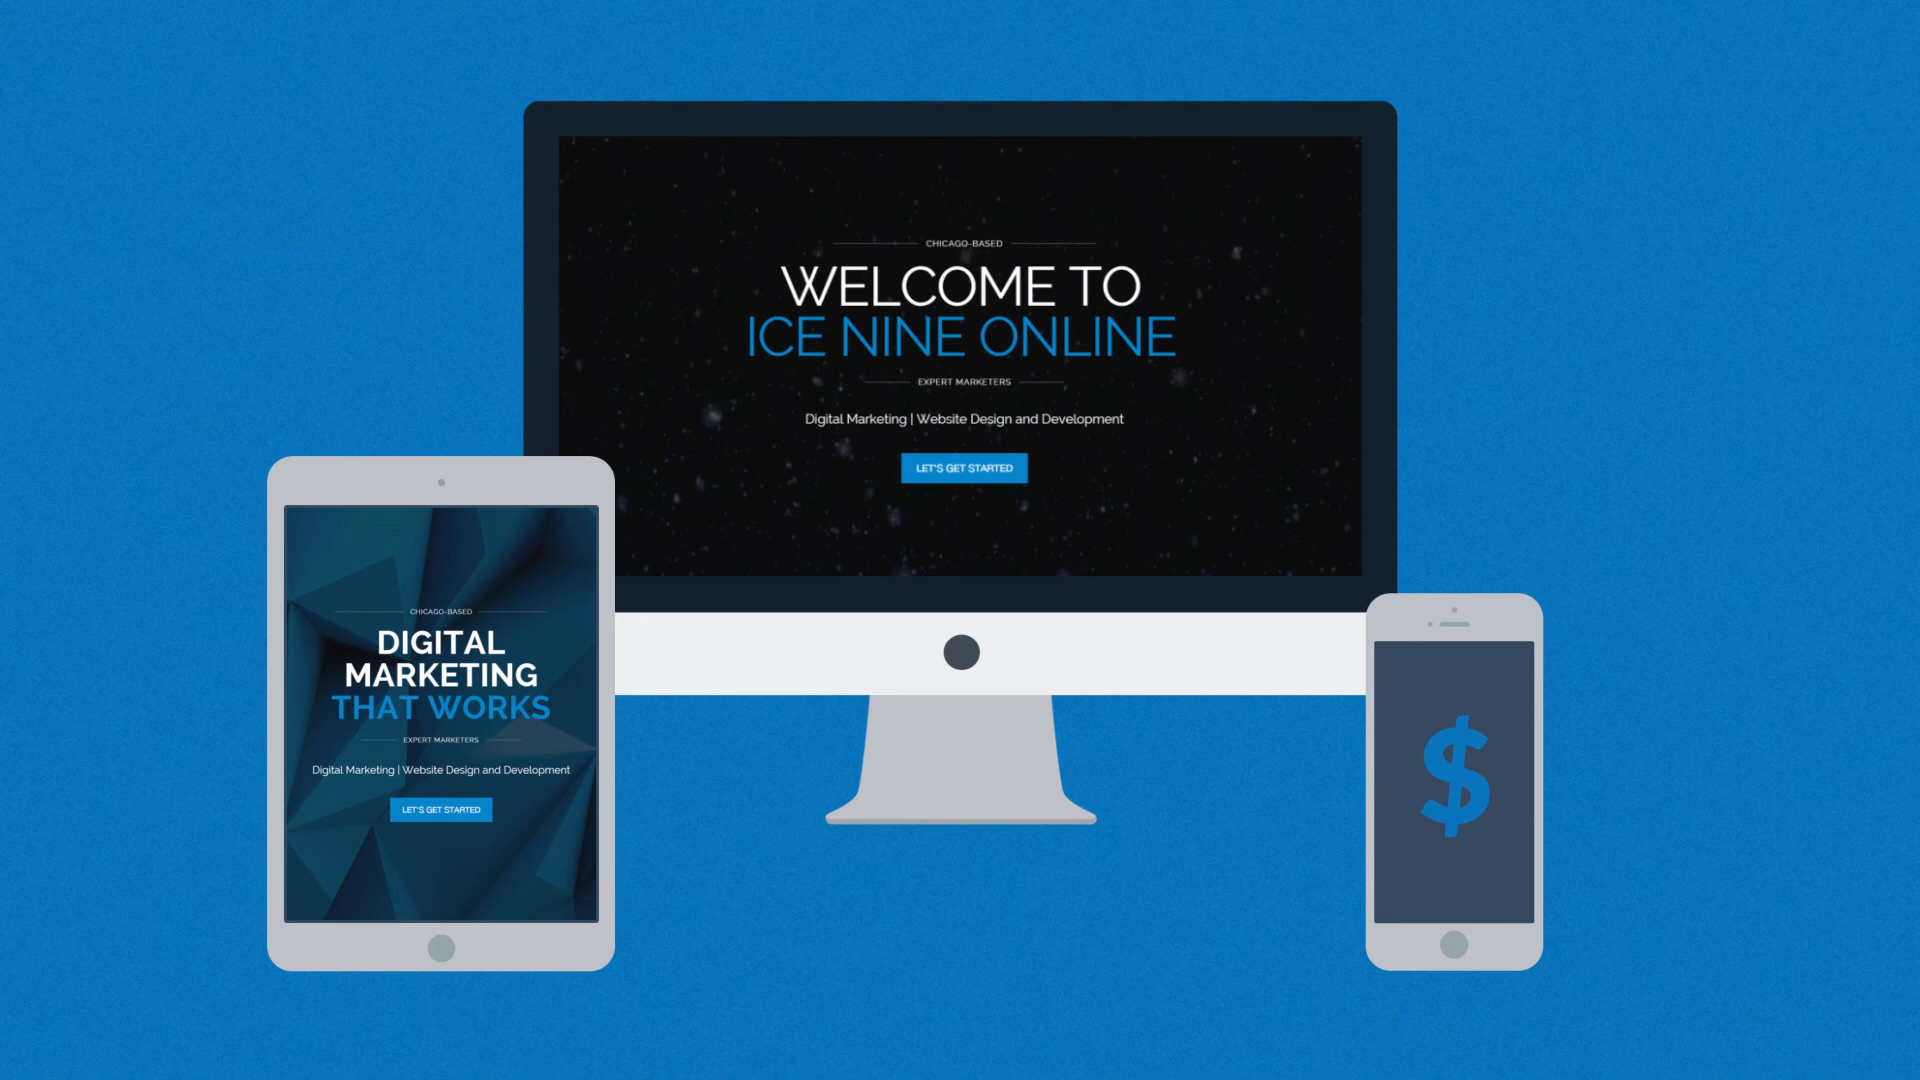 CHICAGO-BASED
WELCOME TO
ICE NINE ONLINE
EXPERT MARKETERS
Digital Marketing | Website Design and Development
LET'S GET STARTED
CHICAGO-BASED
DIGITAL
MARKETING
THAT WORKS
EXPERT MARKETERS
Digital Marketing | Website Design and Development
LET'S GET STARTED
$